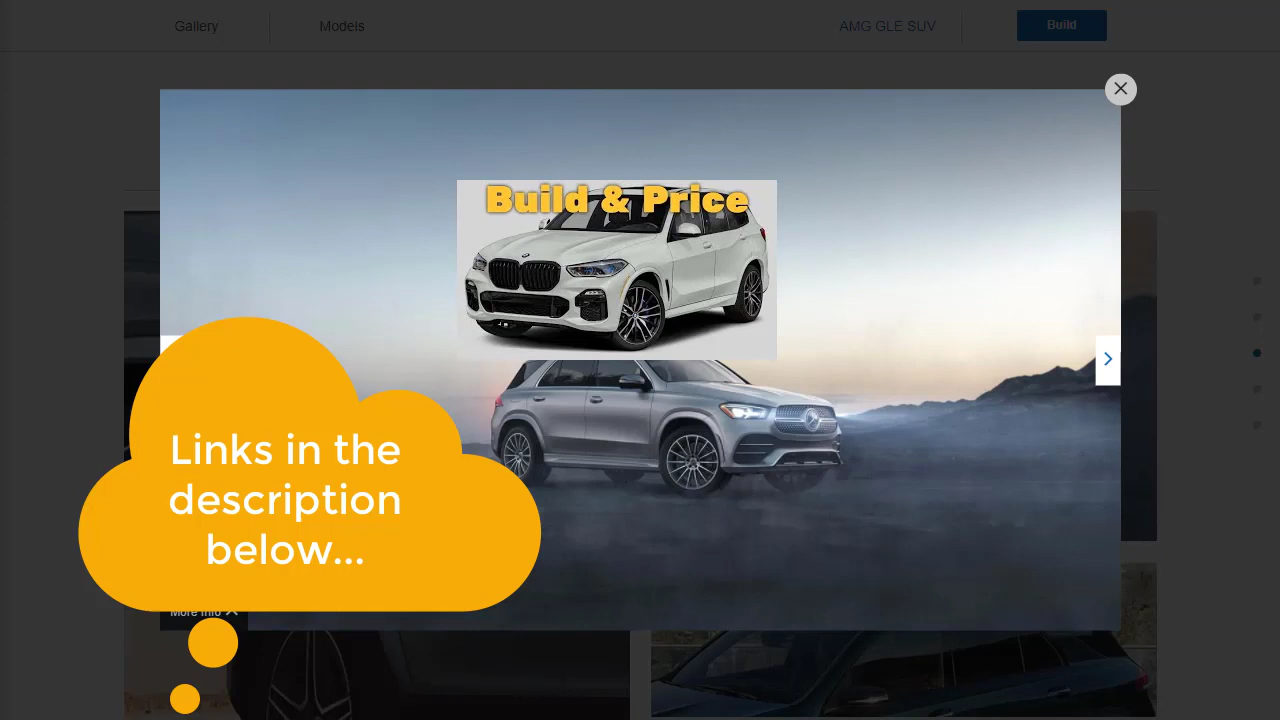 Gallery
Models
AMG GLE SUV
Build
Build & Price
Links in the
description
below...
More Info